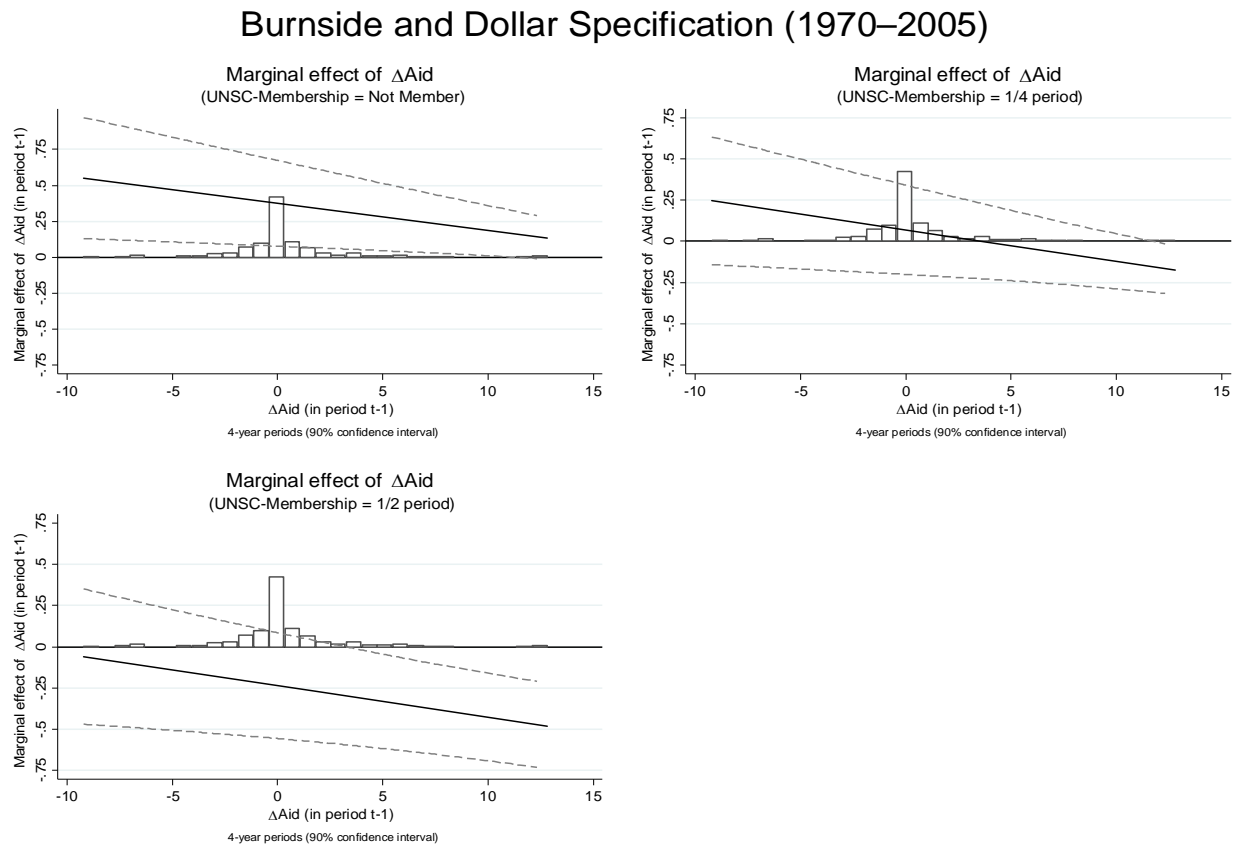 Burnside and Dollar Specification (1970–2005)
Marginal effect of ΔAid
(UNSC-Membership = Not Member)
Marginal effect of ΔAid (in period t-1)
.75
.5
.25
0
-.25
-.5
-.75
-10 -5 0 5 10 15
ΔAid (in period t-1)
4-year periods (90% confidence interval)
Marginal effect of ΔAid
(UNSC-Membership = 1/4 period)
Marginal effect of ΔAid (in period t-1)
.75
.5
.25
0
-.25
-.5
-.75
-10 -5 0 5 10 15
ΔAid (in period t-1)
4-year periods (90% confidence interval)
Marginal effect of ΔAid
(UNSC-Membership = 1/2 period)
Marginal effect of ΔAid (in period t-1)
.75
.5
.25
0
-.25
-.5
-.75
-10 -5 0 5 10 15
ΔAid (in period t-1)
4-year periods (90% confidence interval)